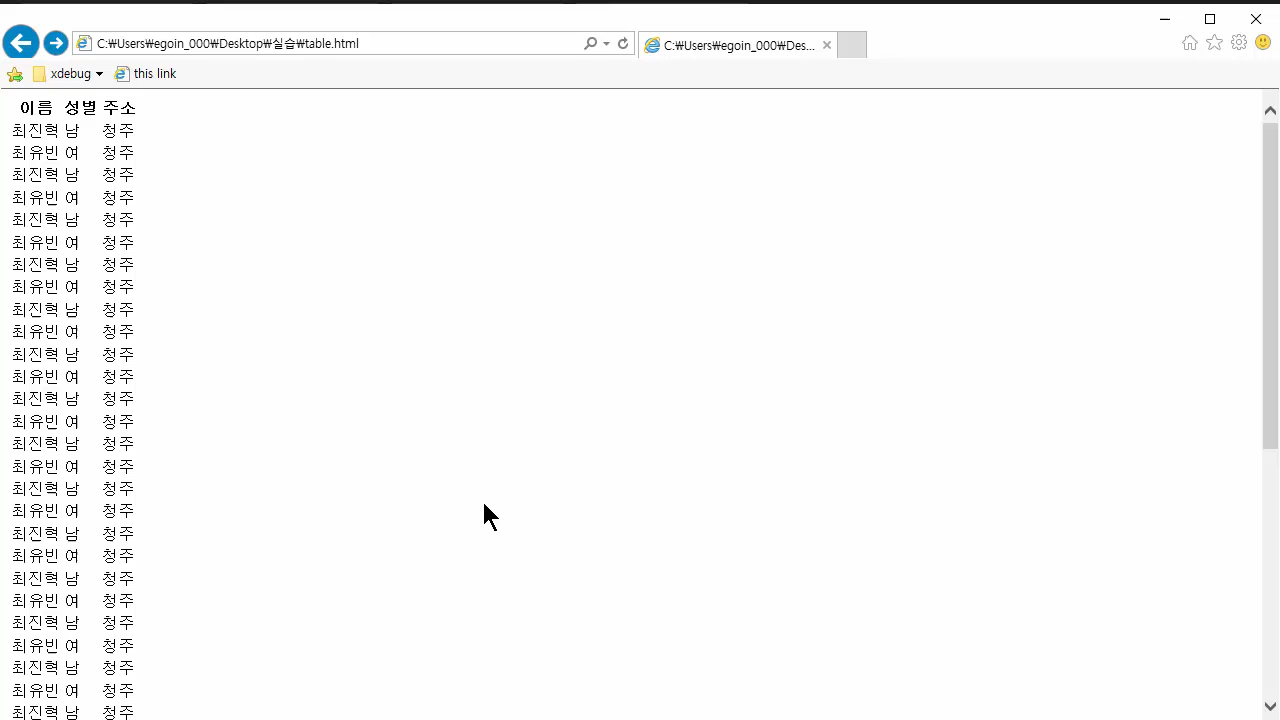 C:₩Users₩egoin_000₩Desktop₩실습₩table.html
C:₩Users₩egoin_000₩Des...
xdebug
this link
이름 성별 주소
최진혁 남 청주
최유빈 여 청주
최진혁 남 청주
최유빈 여 청주
최진혁 남 청주
최유빈 여 청주
최진혁 남 청주
최유빈 여 청주
최진혁 남 청주
최유빈 여 청주
최진혁 남 청주
최유빈 여 청주
최진혁 남 청주
최유빈 여 청주
최진혁 남 청주
최유빈 여 청주
최진혁 남 청주
최유빈 여 청주
최진혁 남 청주
최유빈 여 청주
최진혁 남 청주
최유빈 여 청주
최진혁 남 청주
최유빈 여 청주
최진혁 남 청주
최유빈 여 청주
최진혁 남 청주